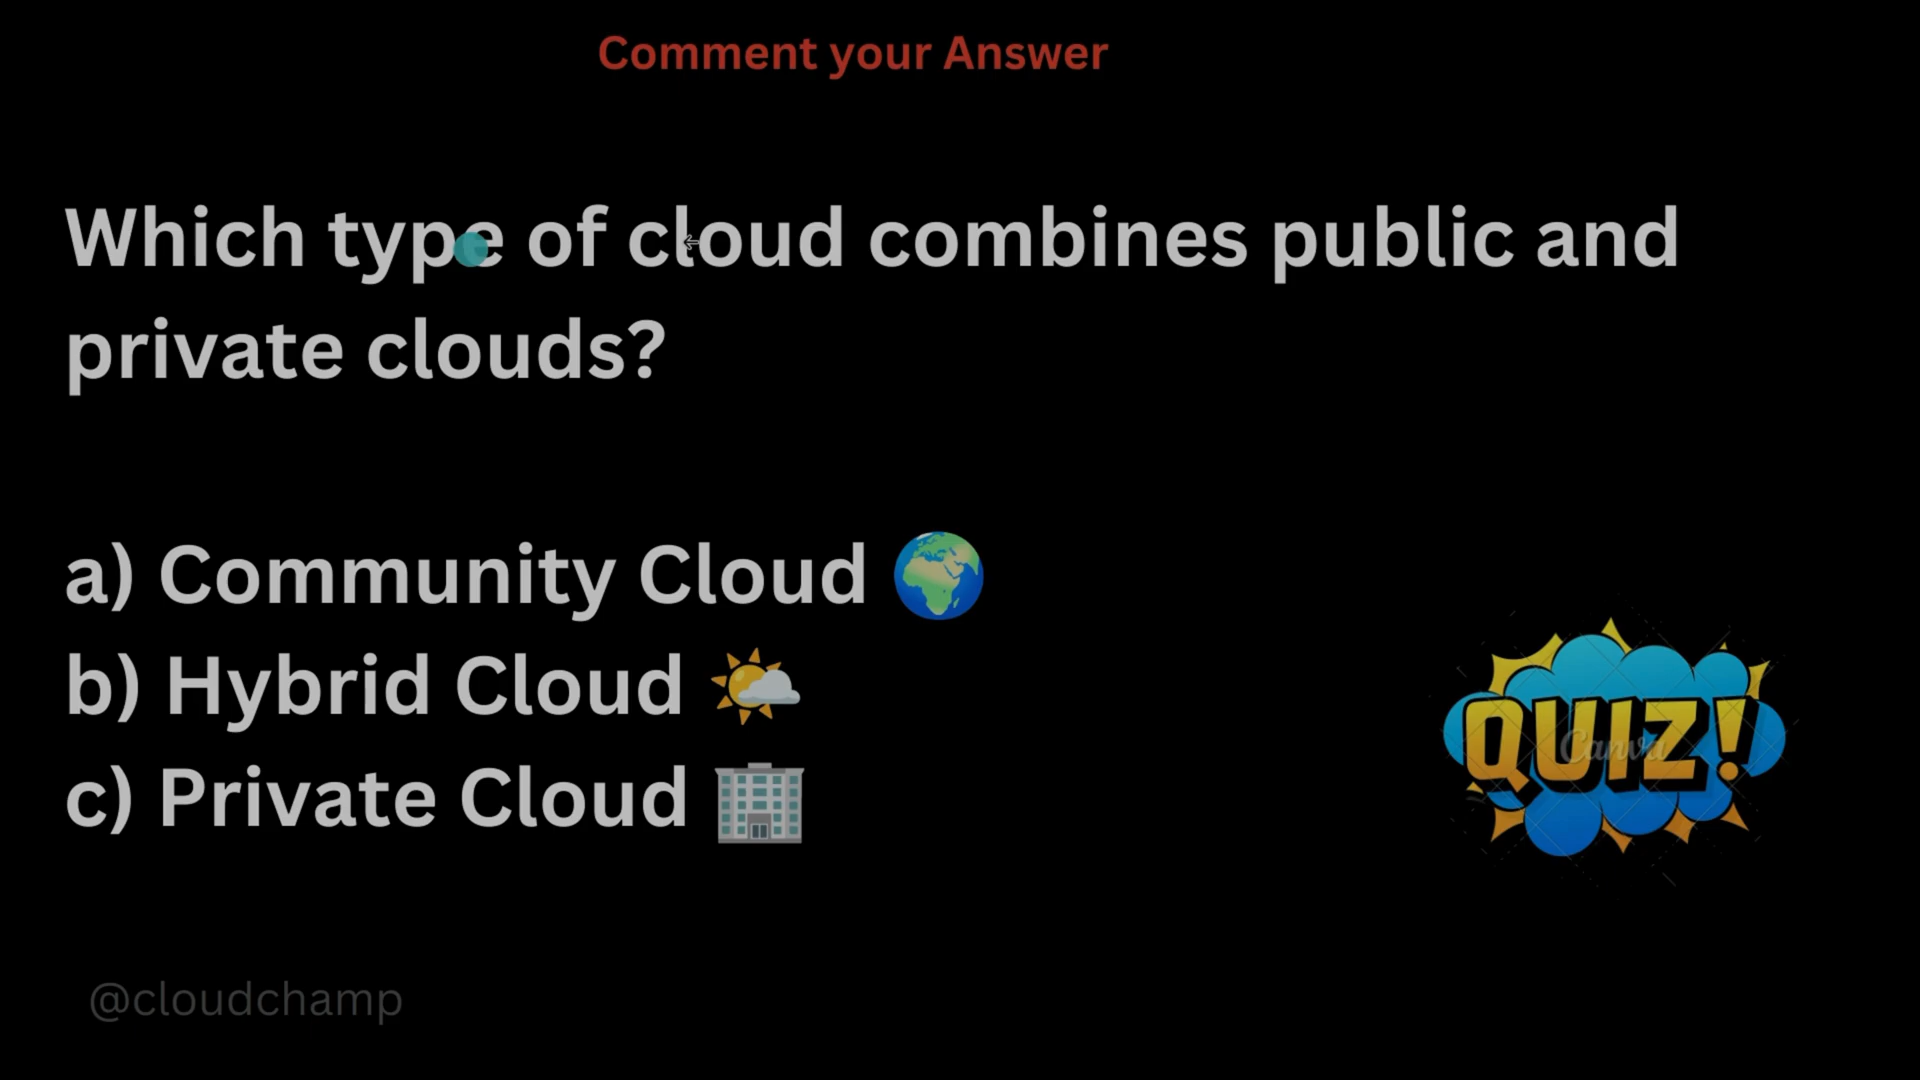 Comment your Answer
Which type of cloud combines public and
private clouds?
a) Community Cloud
b) Hybrid Cloud
c) Private Cloud
QUIZ!
Canva
@cloudchamp